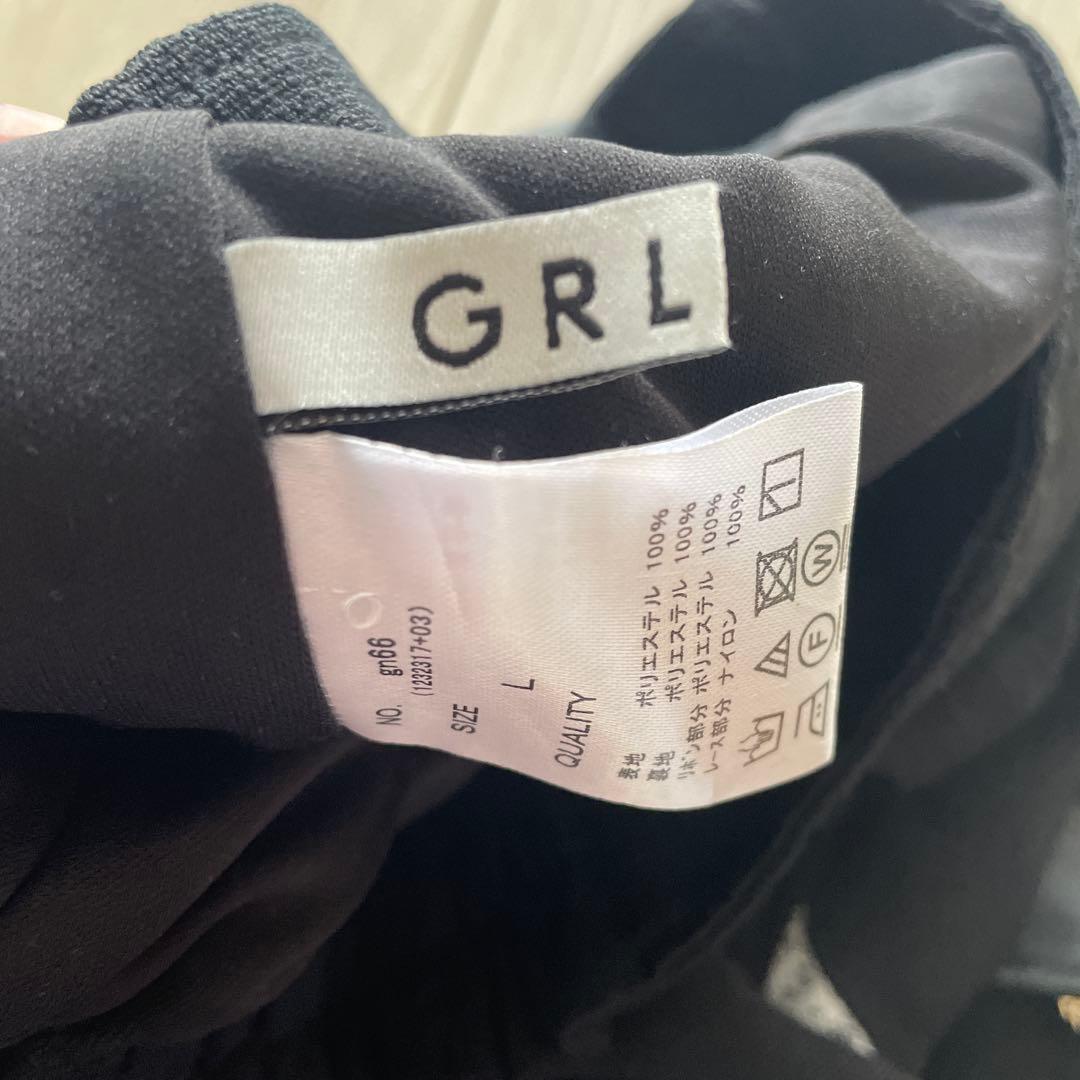 GRL
NO. gn66
(1232317+03)
SIZE L
QUALITY
表地 ポリエステル 100%
裏地 ポリエステル 100%
リボン部分 ポリエステル 100%
レース部分 ナイロン 100%
F W